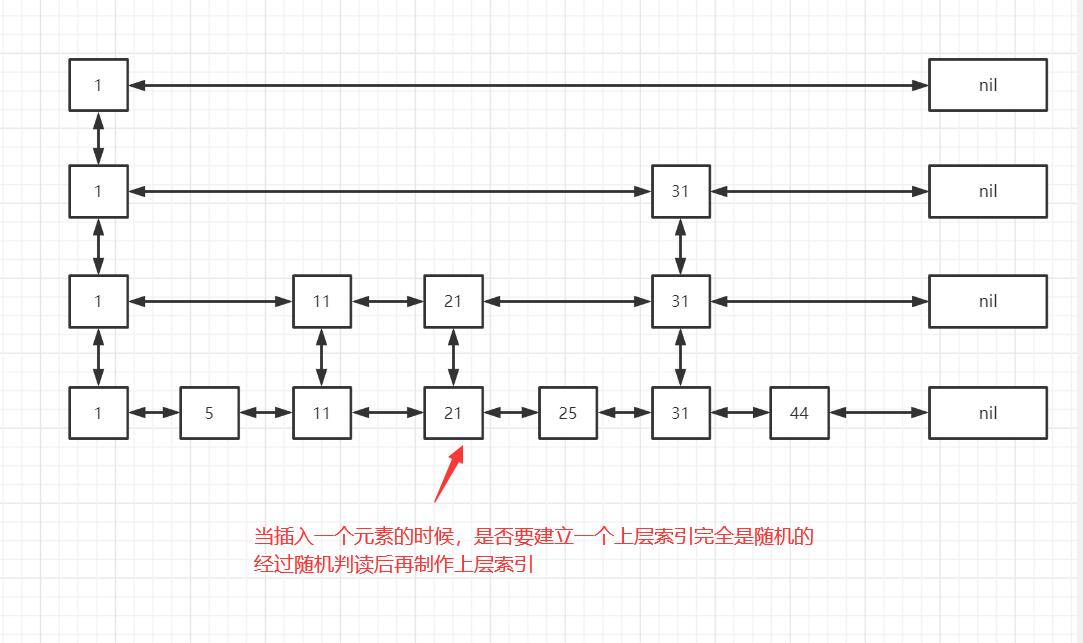 1 nil
1 31 nil
1 11 21 31 nil
1 5 11 21 25 31 44 nil
当插入一个元素的时候，是否要建立一个上层索引完全是随机的
经过随机判读后再制作上层索引